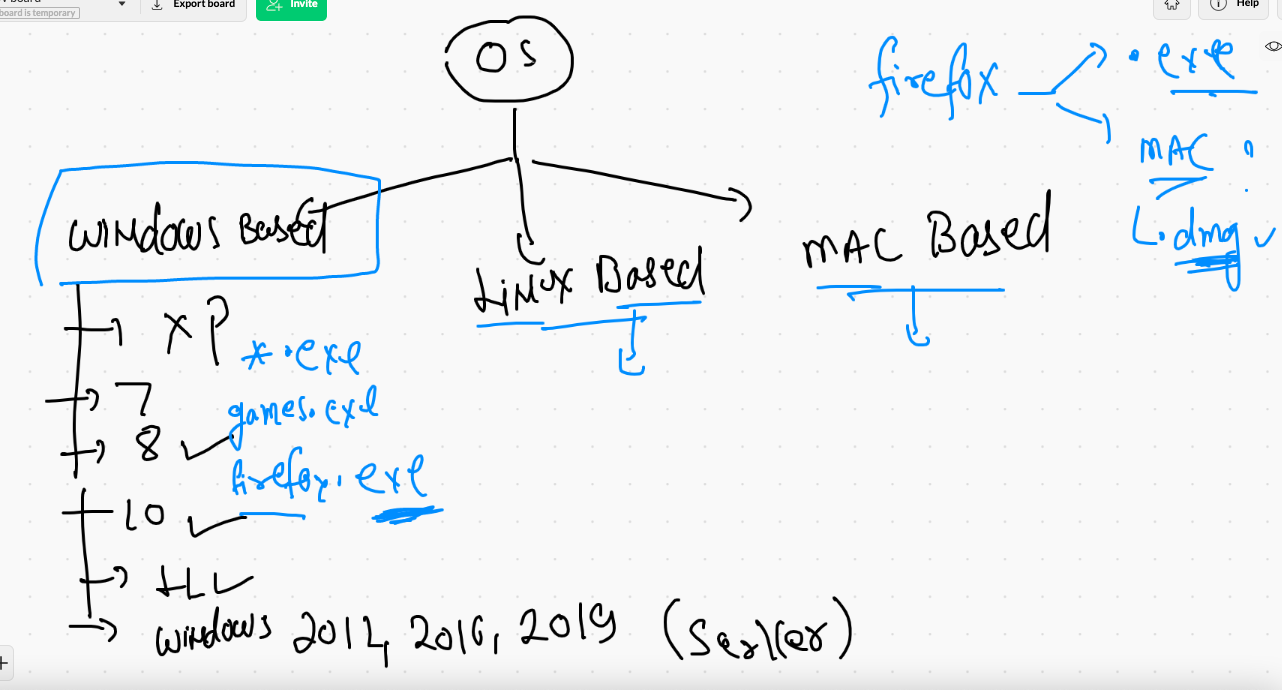 board is temporary
Export board
Invite
Help
OS
firefox
.exe
MAC
.dmg
Windows Based
Linux Based
MAC Based
XP
*.exe
7
games.exe
8
firefox.exe
10
11
windows 2012, 2016, 2019 (Server)